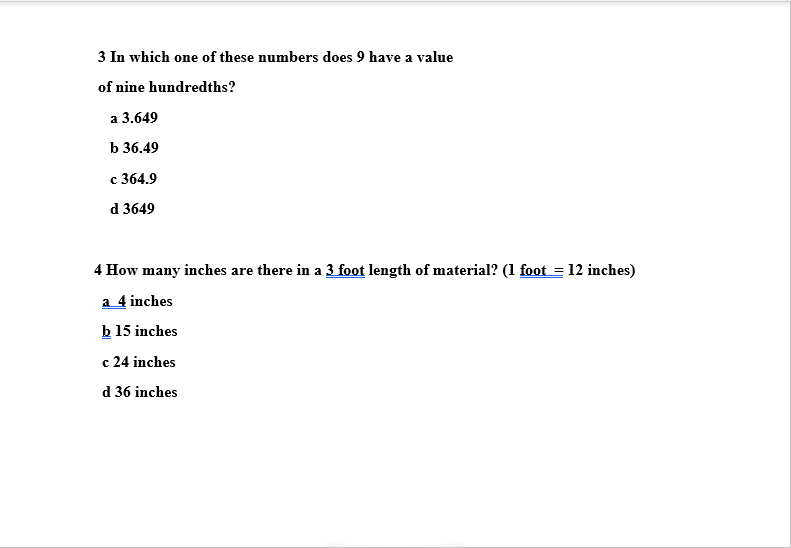 3 In which one of these numbers does 9 have a value
of nine hundredths?
a 3.649
b 36.49
c 364.9
d 3649
4 How many inches are there in a 3 foot length of material? (1 foot = 12 inches)
a 4 inches
b 15 inches
c 24 inches
d 36 inches